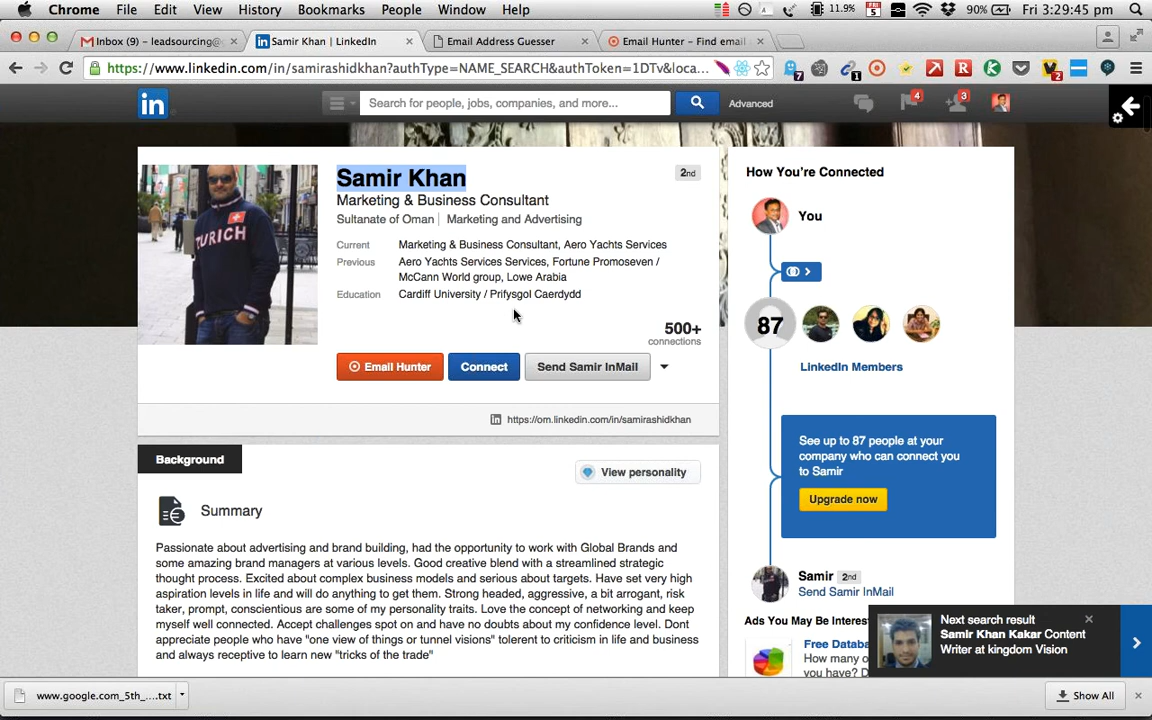 Chrome File Edit View History Bookmarks People Window Help 11.9% 90% Fri 3:29:45 pm
Inbox (9) – leadsourcing@
Samir Khan | LinkedIn
Email Address Guesser
Email Hunter – Find email
https://www.linkedin.com/in/samirashidkhan?authType=NAME_SEARCH&authToken=1DTv&loca...
7 1 2
in
Search for people, jobs, companies, and more...
Advanced
4 3
Samir Khan
2nd
Marketing & Business Consultant
Sultanate of Oman Marketing and Advertising
Current Marketing & Business Consultant, Aero Yachts Services
Previous Aero Yachts Services Services, Fortune Promoseven /
McCann World group, Lowe Arabia
Education Cardiff University / Prifysgol Caerdydd
500+
connections
Email Hunter Connect Send Samir InMail
https://om.linkedin.com/in/samirashidkhan
TURICH
Background
View personality
Summary
Passionate about advertising and brand building, had the opportunity to work with Global Brands and
some amazing brand managers at various levels. Good creative blend with a streamlined strategic
thought process. Excited about complex business models and serious about targets. Have set very high
aspiration levels in life and will do anything to get them. Strong headed, aggressive, a bit arrogant, risk
taker, prompt, conscientious are some of my personality traits. Love the concept of networking and keep
myself well connected. Accept challenges spot on and have no doubts about my confidence level. Dont
appreciate people who have "one view of things or tunnel visions" tolerent to criticism in life and business
and always receptive to learn new "tricks of the trade"
How You're Connected
You
87
LinkedIn Members
See up to 87 people at your
company who can connect you
to Samir
Upgrade now
Samir 2nd
Send Samir InMail
Ads You May Be Interes
Free Databa
How many o
you have? D
Next search result
Samir Khan Kakar Content
Writer at kingdom Vision
www.google.com_5th_....txt
Show All